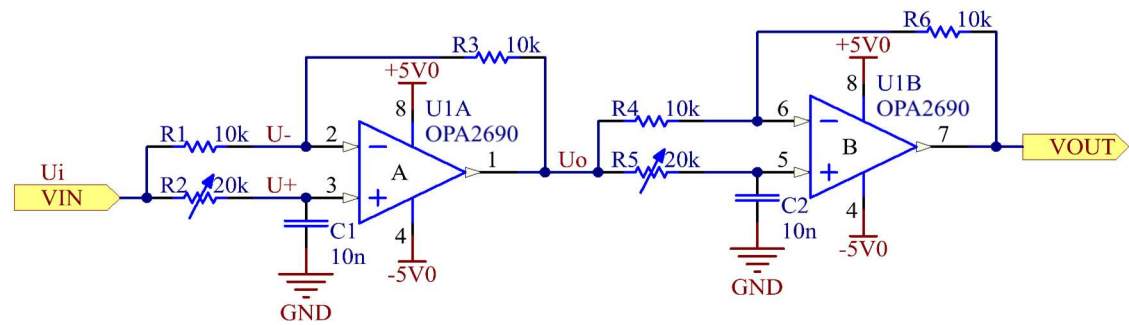 R3 10k
+5V0
8
U1A
OPA2690
R1 10k
U-
2
Ui
VIN
R2 20k
U+
3
A
1
Uo
C1
10n
4
-5V0
GND
R6 10k
+5V0
8
U1B
OPA2690
R4 10k
6
R5 20k
5
B
7
VOUT
C2
10n
4
-5V0
GND